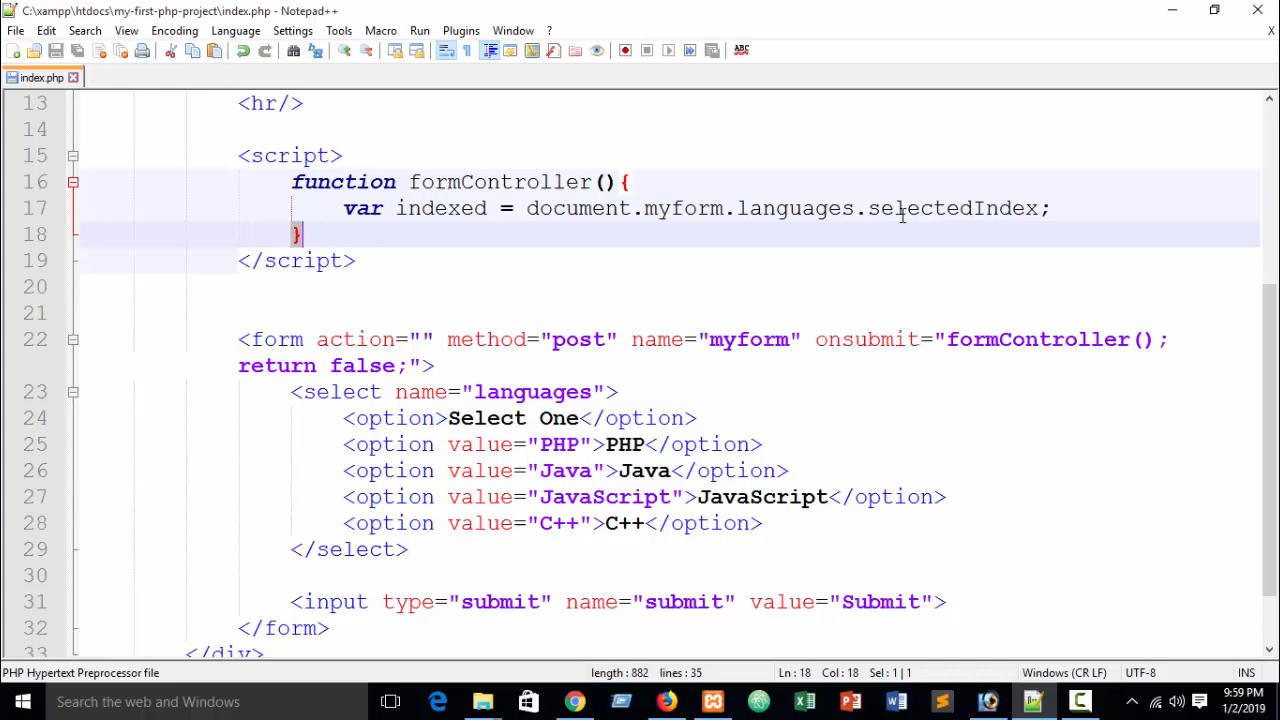 C:\xampp\htdocs\my-first-php-project\index.php - Notepad++
File Edit Search View Encoding Language Settings Tools Macro Run Plugins Window ? X
ABC
index.php
13 <hr/>
14
15 <script>
16 function formController(){
17 var indexed = document.myform.languages.selectedIndex;
18 }
19 </script>
20
21
22 <form action="" method="post" name="myform" onsubmit="formController();
return false;">
23 <select name="languages">
24 <option>Select One</option>
25 <option value="PHP">PHP</option>
26 <option value="Java">Java</option>
27 <option value="JavaScript">JavaScript</option>
28 <option value="C++">C++</option>
29 </select>
30
31 <input type="submit" name="submit" value="Submit">
32 </form>
33 </div>
PHP Hypertext Preprocessor file length : 882 lines : 35 Ln : 18 Col : 18 Sel : 1 | 1 Windows (CR LF) UTF-8 INS
Search the web and Windows
9:59 PM
1/2/2019